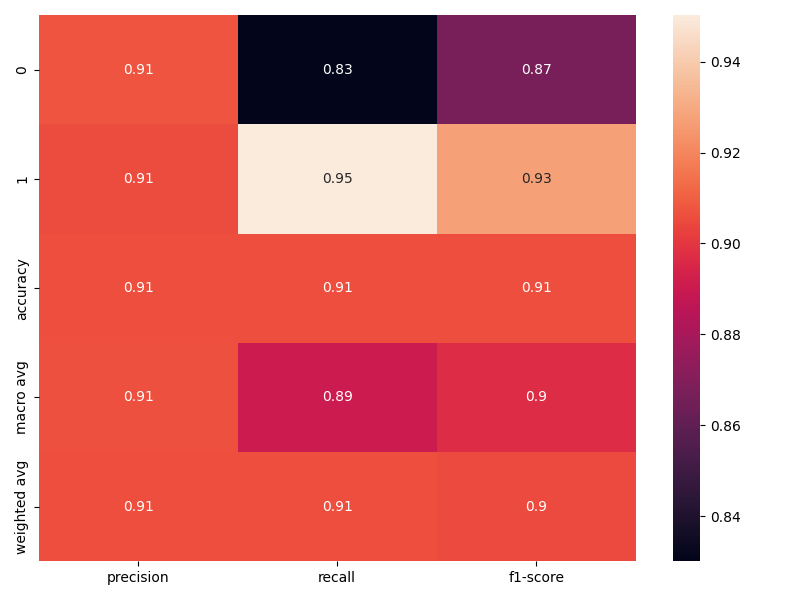 0 0.91 0.83 0.87
1 0.91 0.95 0.93
accuracy 0.91 0.91 0.91
macro avg 0.91 0.89 0.9
weighted avg 0.91 0.91 0.9
precision recall f1-score
0.94
0.92
0.90
0.88
0.86
0.84